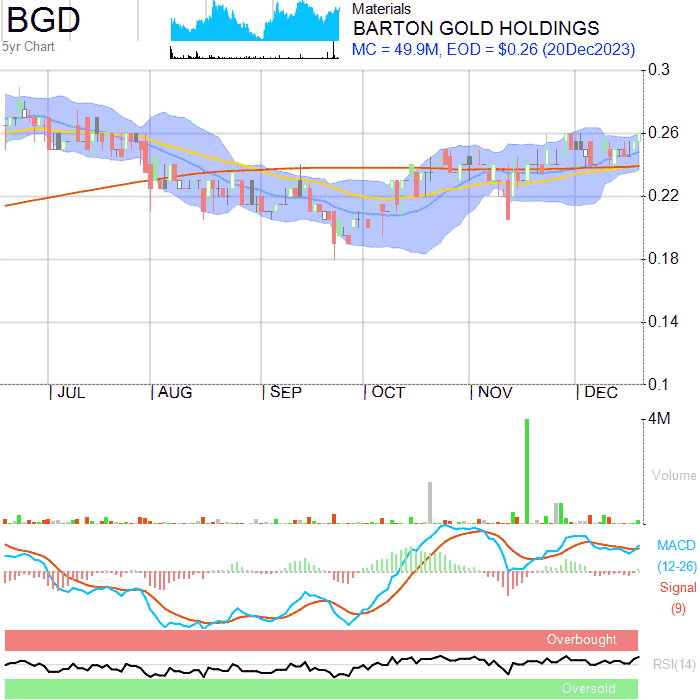 BGD
5yr Chart
Materials
BARTON GOLD HOLDINGS
MC = 49.9M, EOD = $0.26 (20Dec2023)
0.3
0.26
0.22
0.18
0.14
0.1
JUL AUG SEP OCT NOV DEC
4M
Volume
MACD
(12-26)
Signal
(9)
Overbought
RSI(14)
Oversold